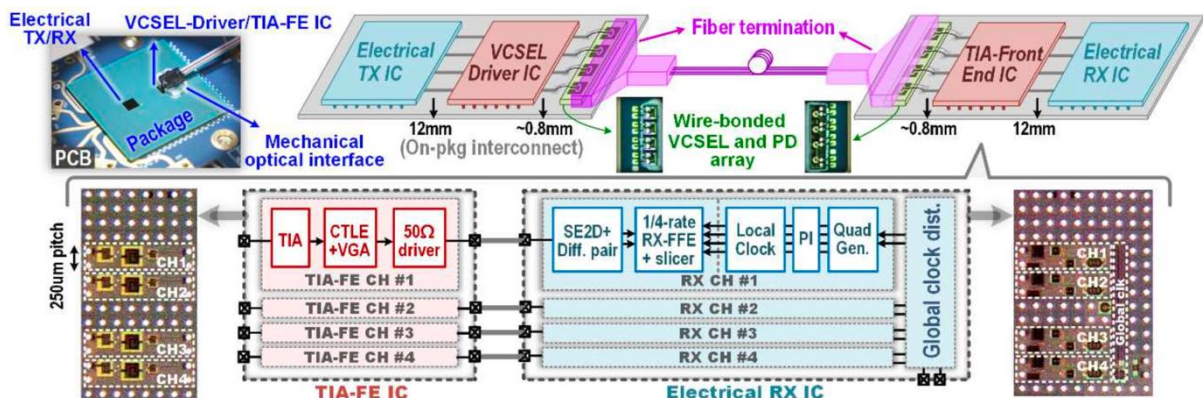 Electrical
TX/RX
VCSEL-Driver/TIA-FE IC
Package
PCB
Mechanical
optical interface
Electrical
TX IC
VCSEL
Driver IC
Fiber termination
TIA-Front
End IC
Electrical
RX IC
12mm
~0.8mm
(On-pkg interconnect)
Wire-bonded
VCSEL and PD
array
~0.8mm
12mm
250um pitch
CH1
CH2
CH3
CH4
TIA
CTLE
+VGA
50Ω
driver
TIA-FE CH #1
TIA-FE CH #2
TIA-FE CH #3
TIA-FE CH #4
TIA-FE IC
SE2D+
Diff. pair
1/4-rate
RX-FFE
+ slicer
Local
Clock
PI
Quad
Gen.
RX CH #1
RX CH #2
RX CH #3
RX CH #4
Global clock dist.
Electrical RX IC
CH1
CH2
CH3
CH4
Global clk